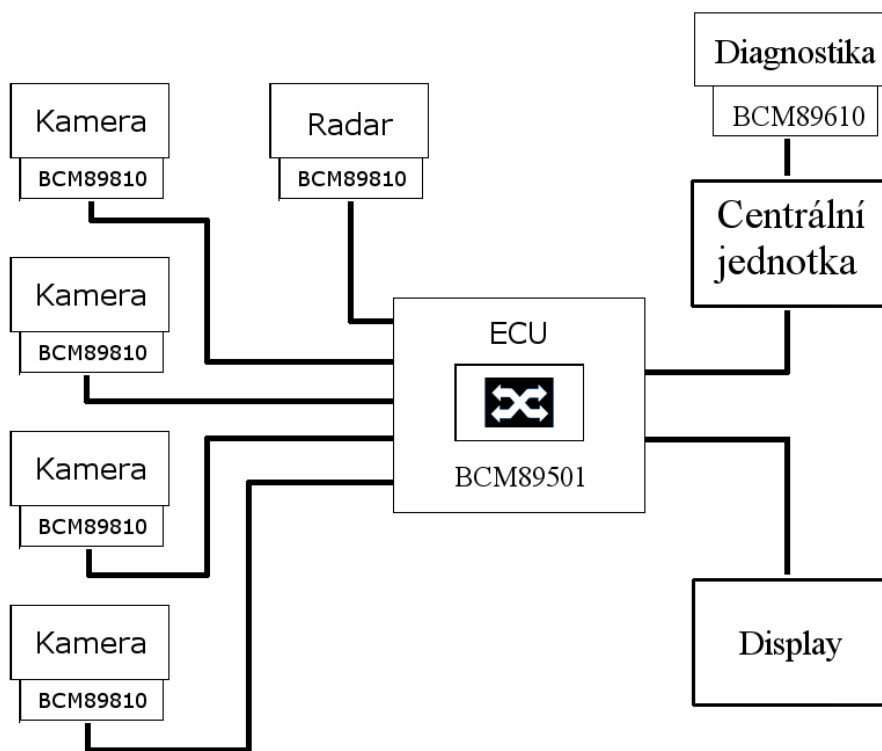 Kamera
BCM89810
Radar
BCM89810
Diagnostika
BCM89610
Centrální
jednotka
Kamera
BCM89810
ECU
BCM89501
Kamera
BCM89810
Kamera
BCM89810
Display